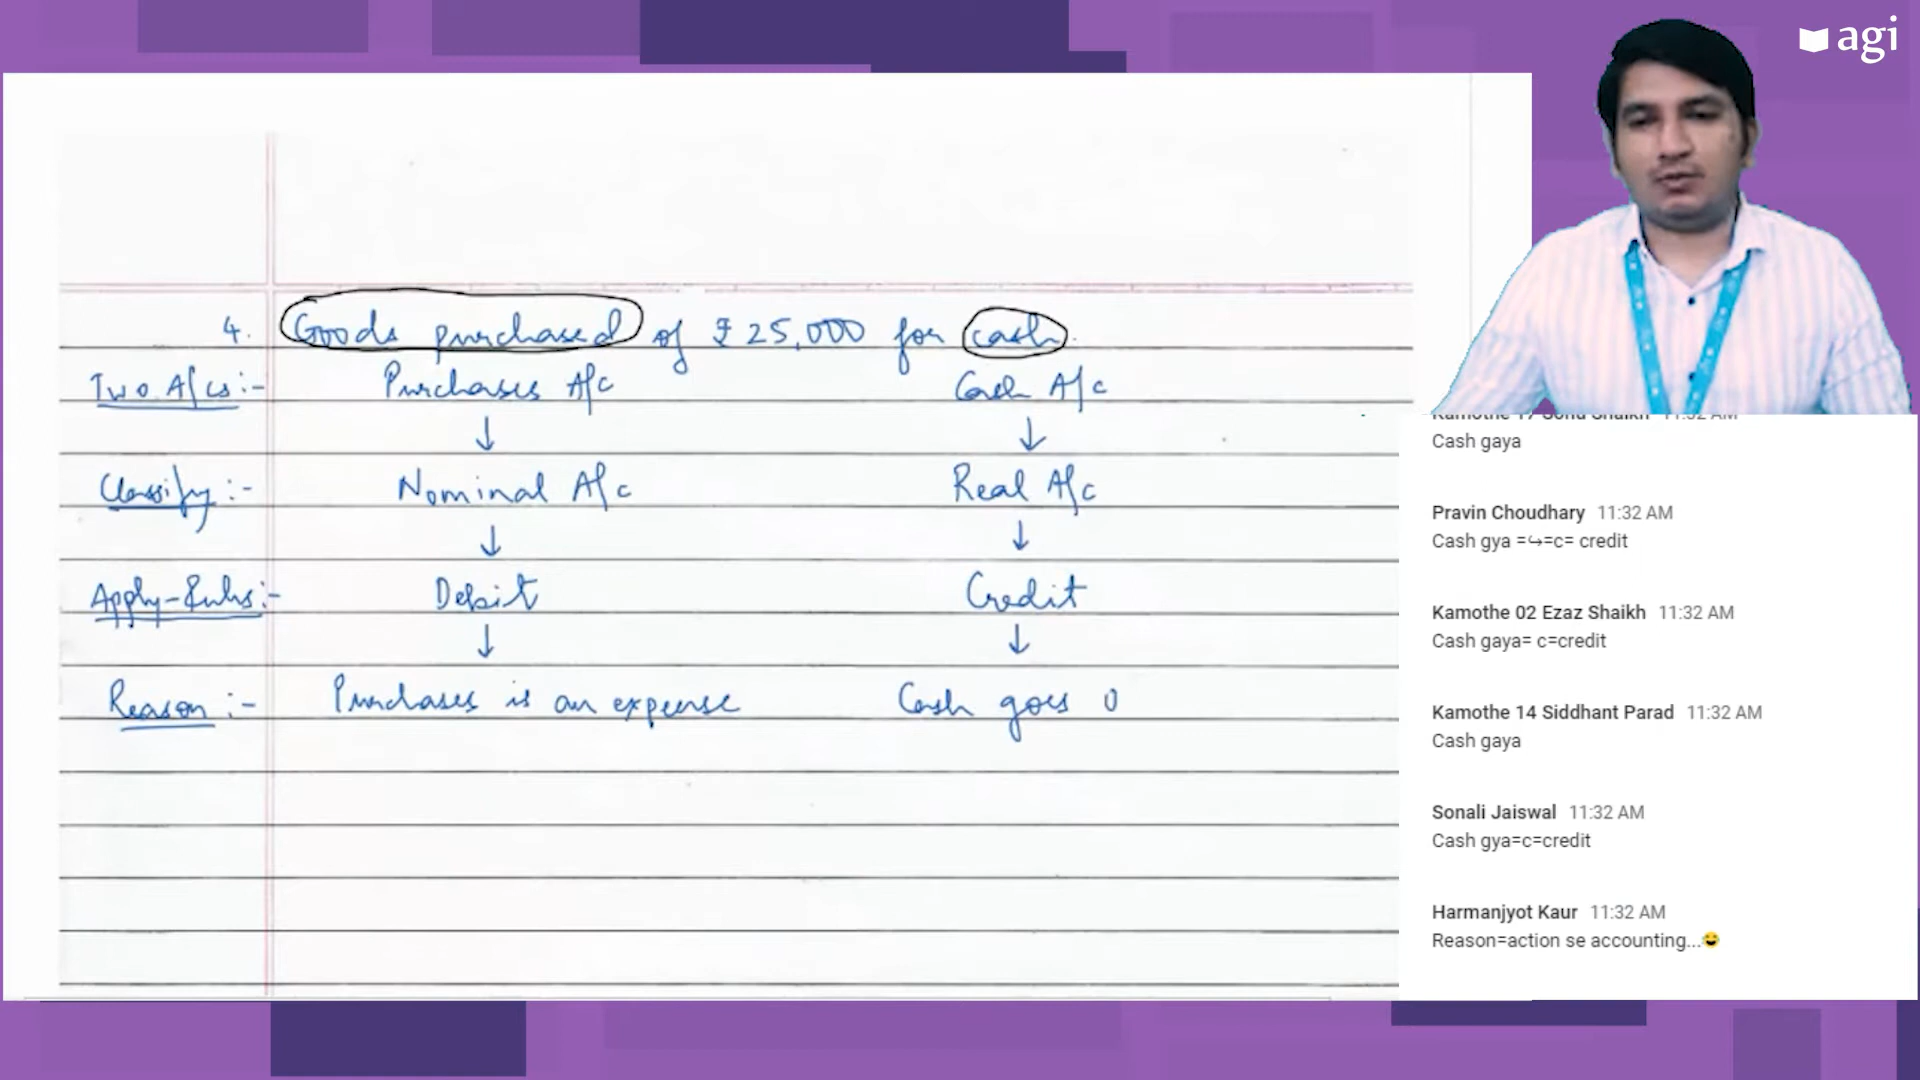 agi
4. Goods purchased of ₹25,000 for cash.
Two A/cs :- Purchases A/c Cash A/c
↓ ↓
Classify :- Nominal A/c Real A/c
↓ ↓
Apply-Rules :- Debit Credit
↓ ↓
Reason :- Purchases is an expense Cash goes o
11:32 AM
Cash gaya
Pravin Choudhary 11:32 AM
Cash gya =↪=c= credit
Kamothe 02 Ezaz Shaikh 11:32 AM
Cash gaya= c=credit
Kamothe 14 Siddhant Parad 11:32 AM
Cash gaya
Sonali Jaiswal 11:32 AM
Cash gya=c=credit
Harmanjyot Kaur 11:32 AM
Reason=action se accounting...😂